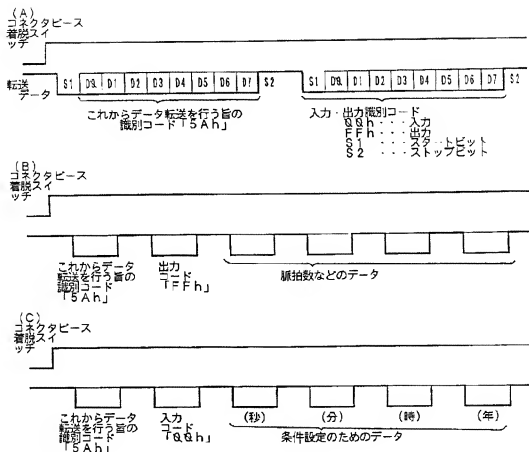 (A)
コネクタピース
着脱スイ
ッチ
転送
データ
S1 D0 D1 D2 D3 D4 D5 D6 D7 S2 S1 D0 D1 D2 D3 D4 D5 D6 D7 S2
これからデータ転送を行う旨の
識別コード「5Ah」
入力・出力識別コード
00h・・・入力
FFh・・・出力
S1 ・・・スタートビット
S2 ・・・ストップビット
(B)
コネクタピース
着脱スイ
ッチ
これからデータ
転送を行う旨の
識別コード
「5Ah」
出力
コード
「FFh」
脈拍数などのデータ
(C)
コネクタピース
着脱スイ
ッチ
これからデータ
転送を行う旨の
識別コード
「5Ah」
入力
コード
「00h」
(秒) (分) (時) (年)
条件設定のためのデータ